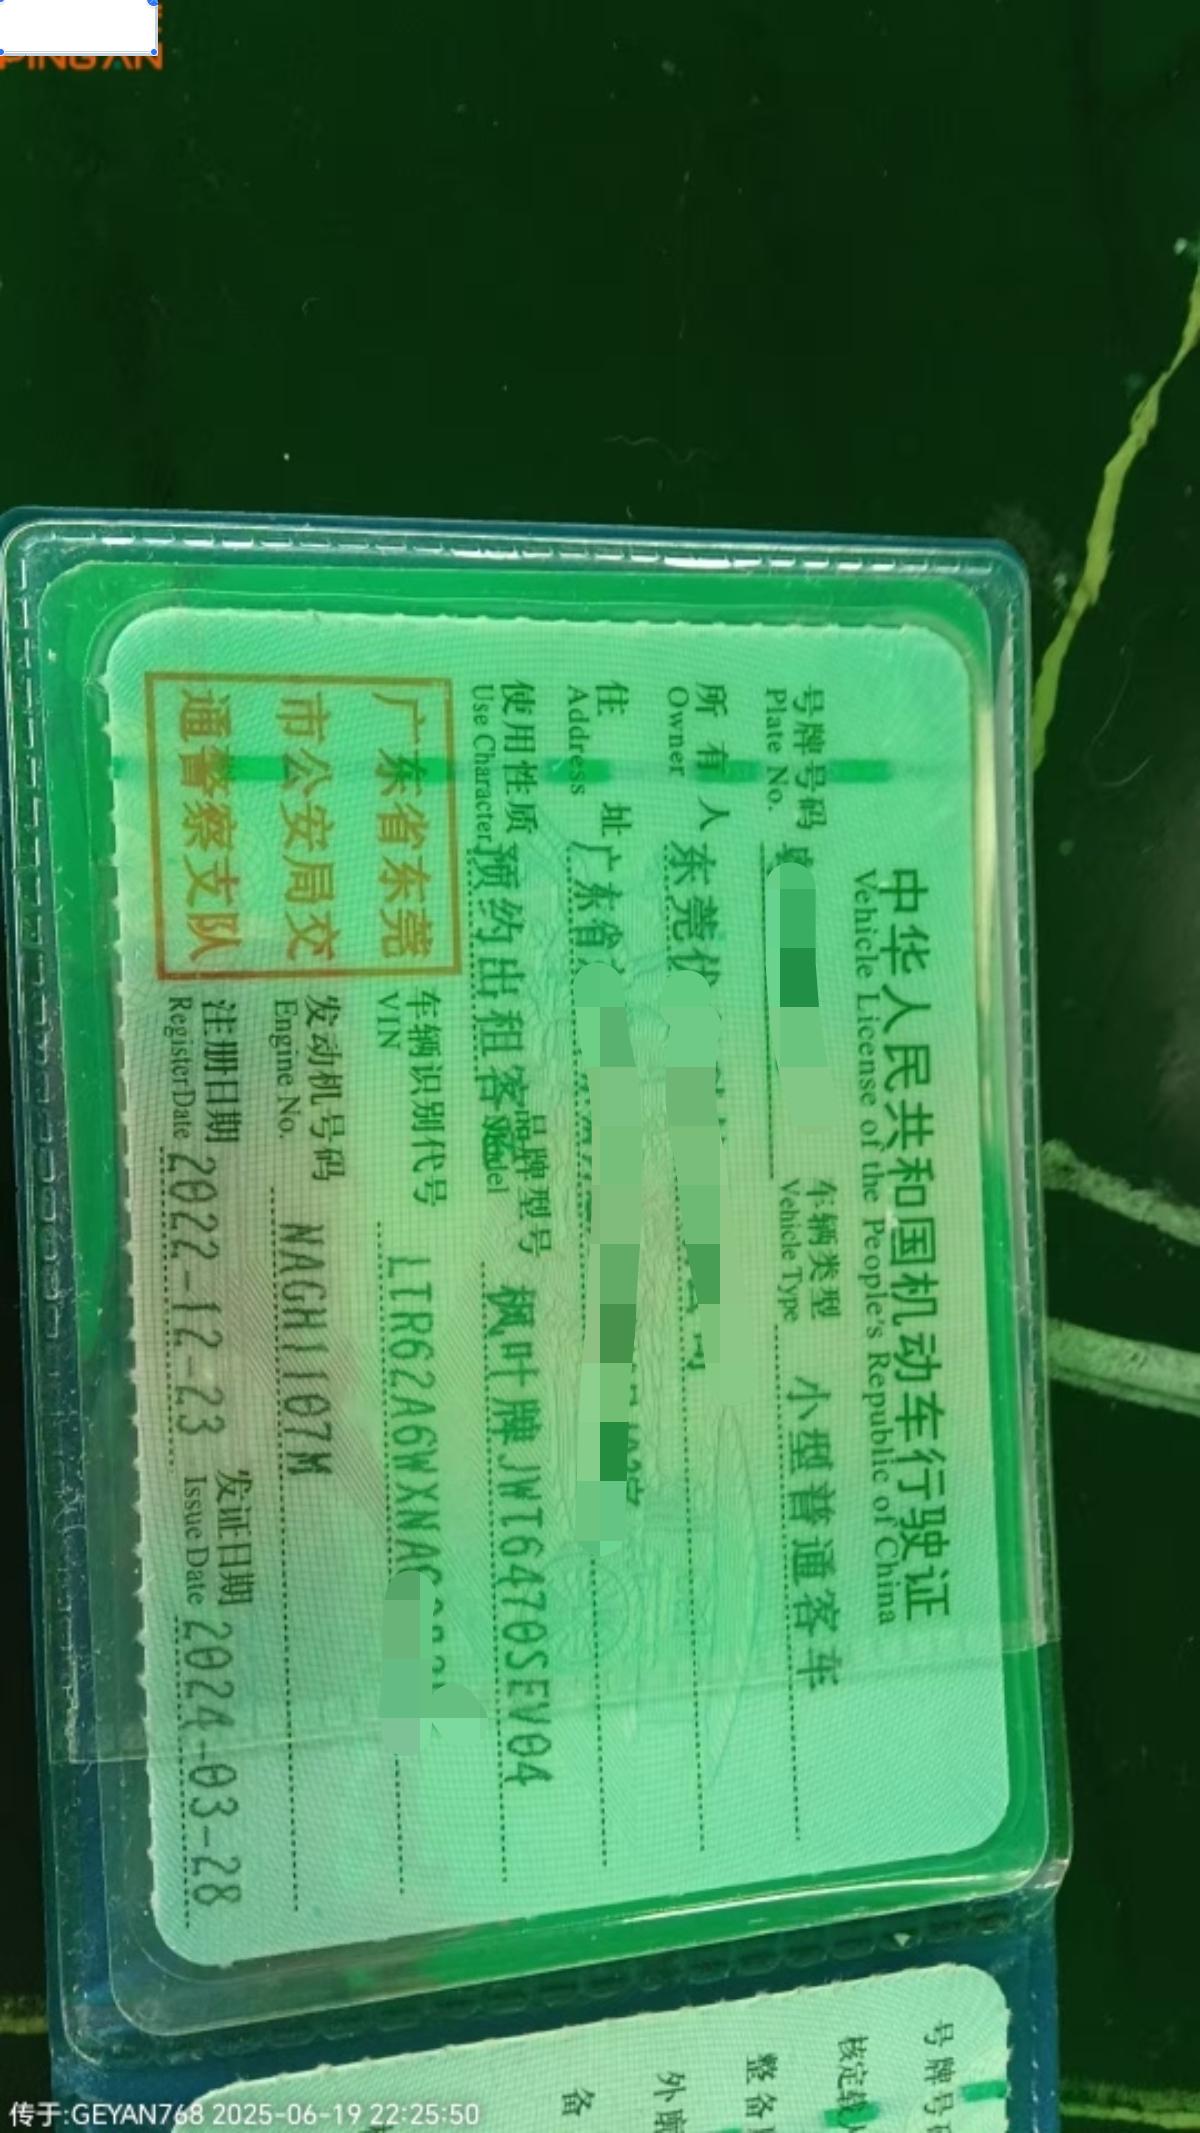 PINGAN
中华人民共和国机动车行驶证
Vehicle License of the People's Republic of China
号牌号码
Plate No.
车辆类型 小型普通客车
Vehicle Type
所有人 东莞优
Owner
住址 广东省
Address
使用性质 预约出租客运
Use Character
品牌型号 枫叶牌JWT6470SEV04
Model
车辆识别代号 LTR62A6WXNA
VIN
发动机号码 NAGH1107M
Engine No.
注册日期 2022-12-23
Register Date
发证日期 2024-03-28
Issue Date
广东省东莞
市公安局交
通警察支队
号牌号
核定载人
整备
外廓
备
传于:GEYAN768 2025-06-19 22:25:50